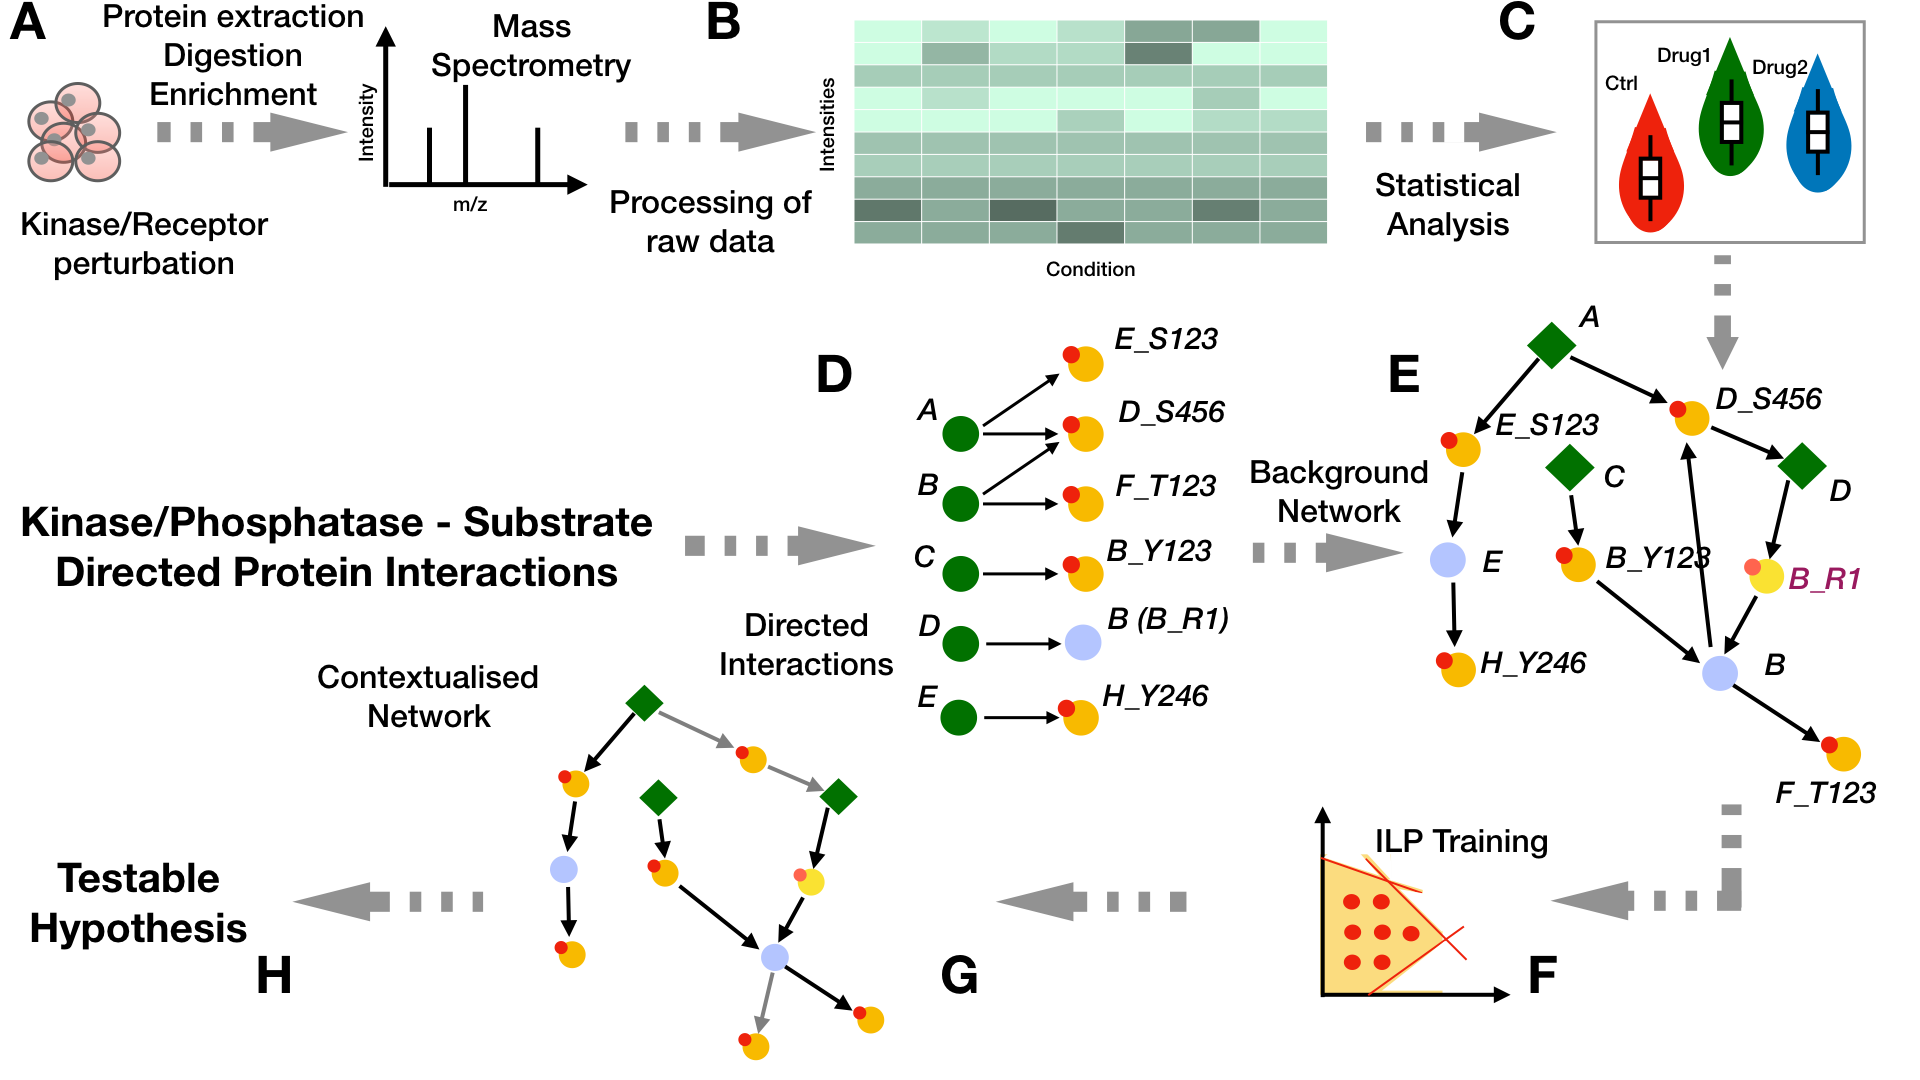 A
Protein extraction
Digestion
Enrichment
Kinase/Receptor
perturbation
Intensity
Mass
Spectrometry
m/z
Processing of
raw data
B
Intensities
Condition
Statistical
Analysis
C
Ctrl
Drug1
Drug2
Kinase/Phosphatase - Substrate
Directed Protein Interactions
D
A
B
C
D
E
E_S123
D_S456
F_T123
B_Y123
B (B_R1)
H_Y246
Directed
Interactions
Background
Network
E
A
D_S456
E_S123
C
D
E
B_Y123
B_R1
H_Y246
B
F_T123
ILP Training
F
Contextualised
Network
G
Testable
Hypothesis
H